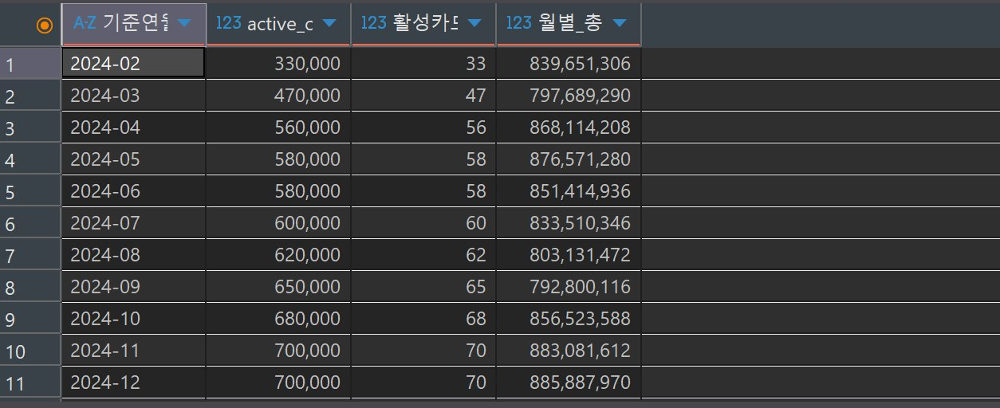 A-Z 기준연월 123 active_c 123 활성카드 123 월별_총
1 2024-02 330,000 33 839,651,306
2 2024-03 470,000 47 797,689,290
3 2024-04 560,000 56 868,114,208
4 2024-05 580,000 58 876,571,280
5 2024-06 580,000 58 851,414,936
6 2024-07 600,000 60 833,510,346
7 2024-08 620,000 62 803,131,472
8 2024-09 650,000 65 792,800,116
9 2024-10 680,000 68 856,523,588
10 2024-11 700,000 70 883,081,612
11 2024-12 700,000 70 885,887,970